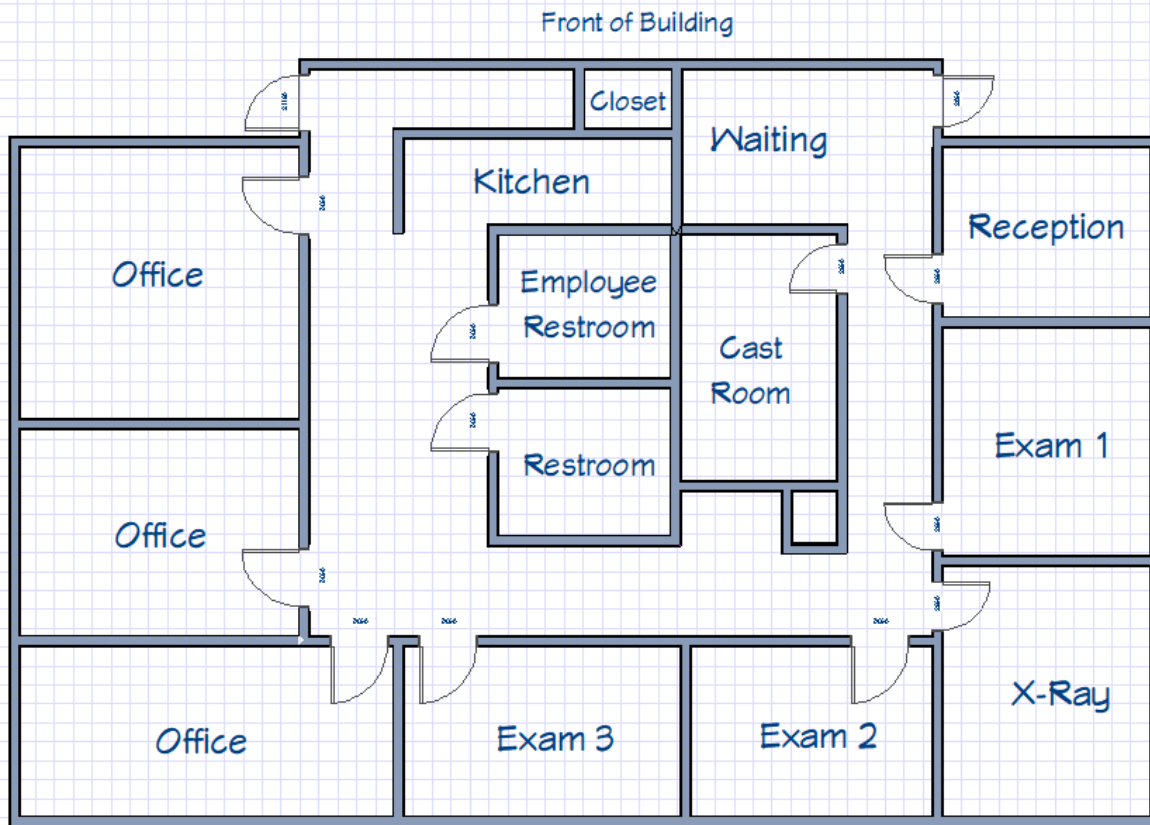 Front of Building
Closet
Waiting
Kitchen
Reception
Office
Employee
Restroom
Cast
Room
Exam 1
Restroom
Office
X-Ray
Office
Exam 3
Exam 2